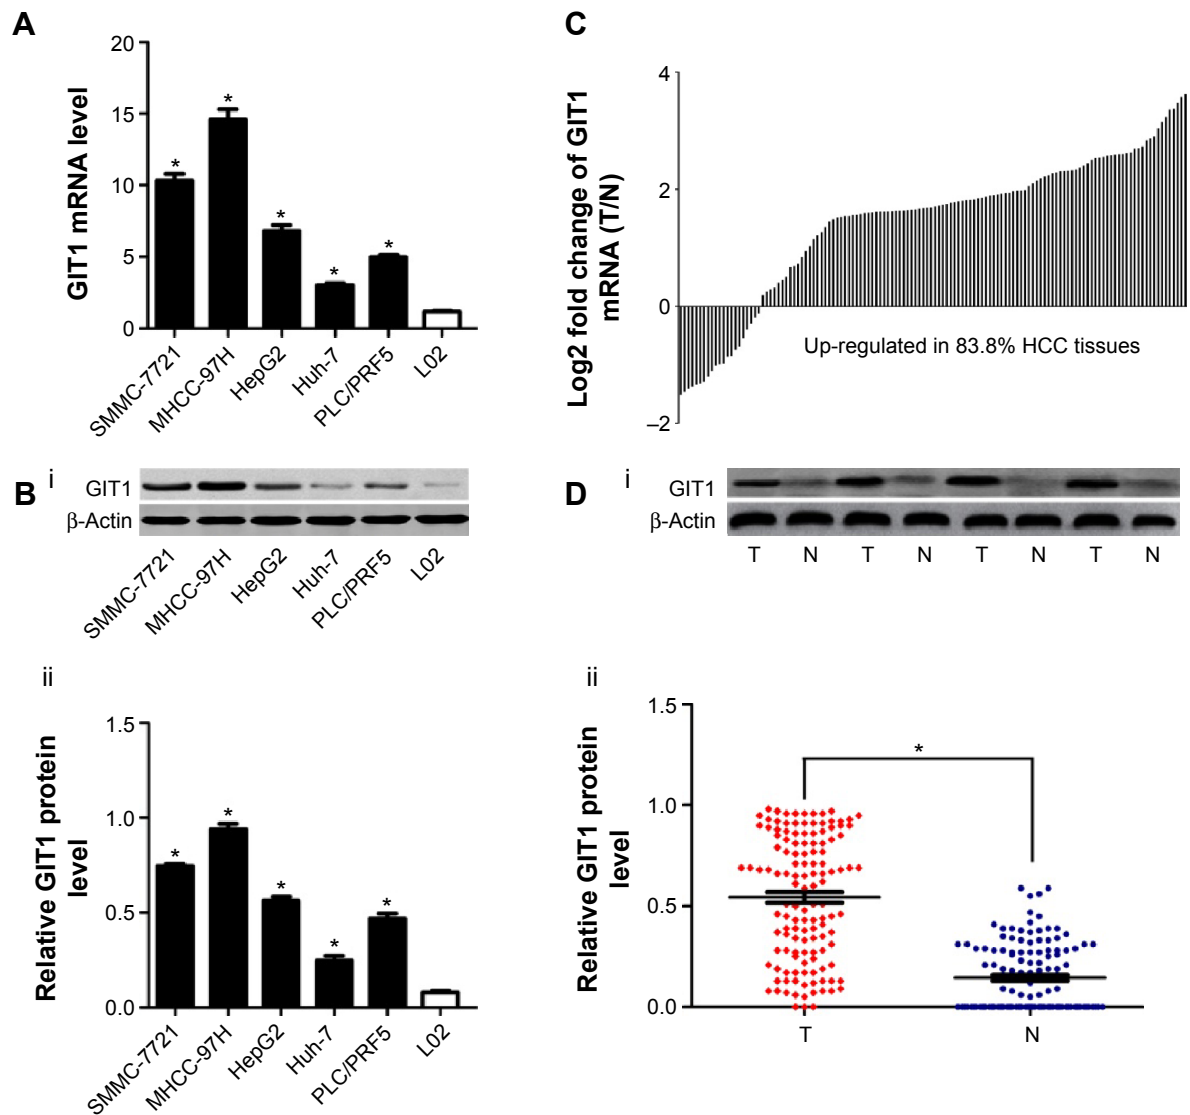 A
GIT1 mRNA level
20
15
10
5
0
*
*
*
*
*
SMMC-7721
MHCC-97H
HepG2
Huh-7
PLC/PRF5
L02
B
i
GIT1
β-Actin
SMMC-7721
MHCC-97H
HepG2
Huh-7
PLC/PRF5
L02
ii
Relative GIT1 protein
level
1.5
1.0
0.5
0.0
*
*
*
*
*
SMMC-7721
MHCC-97H
HepG2
Huh-7
PLC/PRF5
L02
C
Log2 fold change of GIT1
mRNA (T/N)
4
2
0
–2
Up-regulated in 83.8% HCC tissues
D
i
GIT1
β-Actin
T N T N T N T N
ii
Relative GIT1 protein
level
1.5
1.0
0.5
0.0
*
T
N